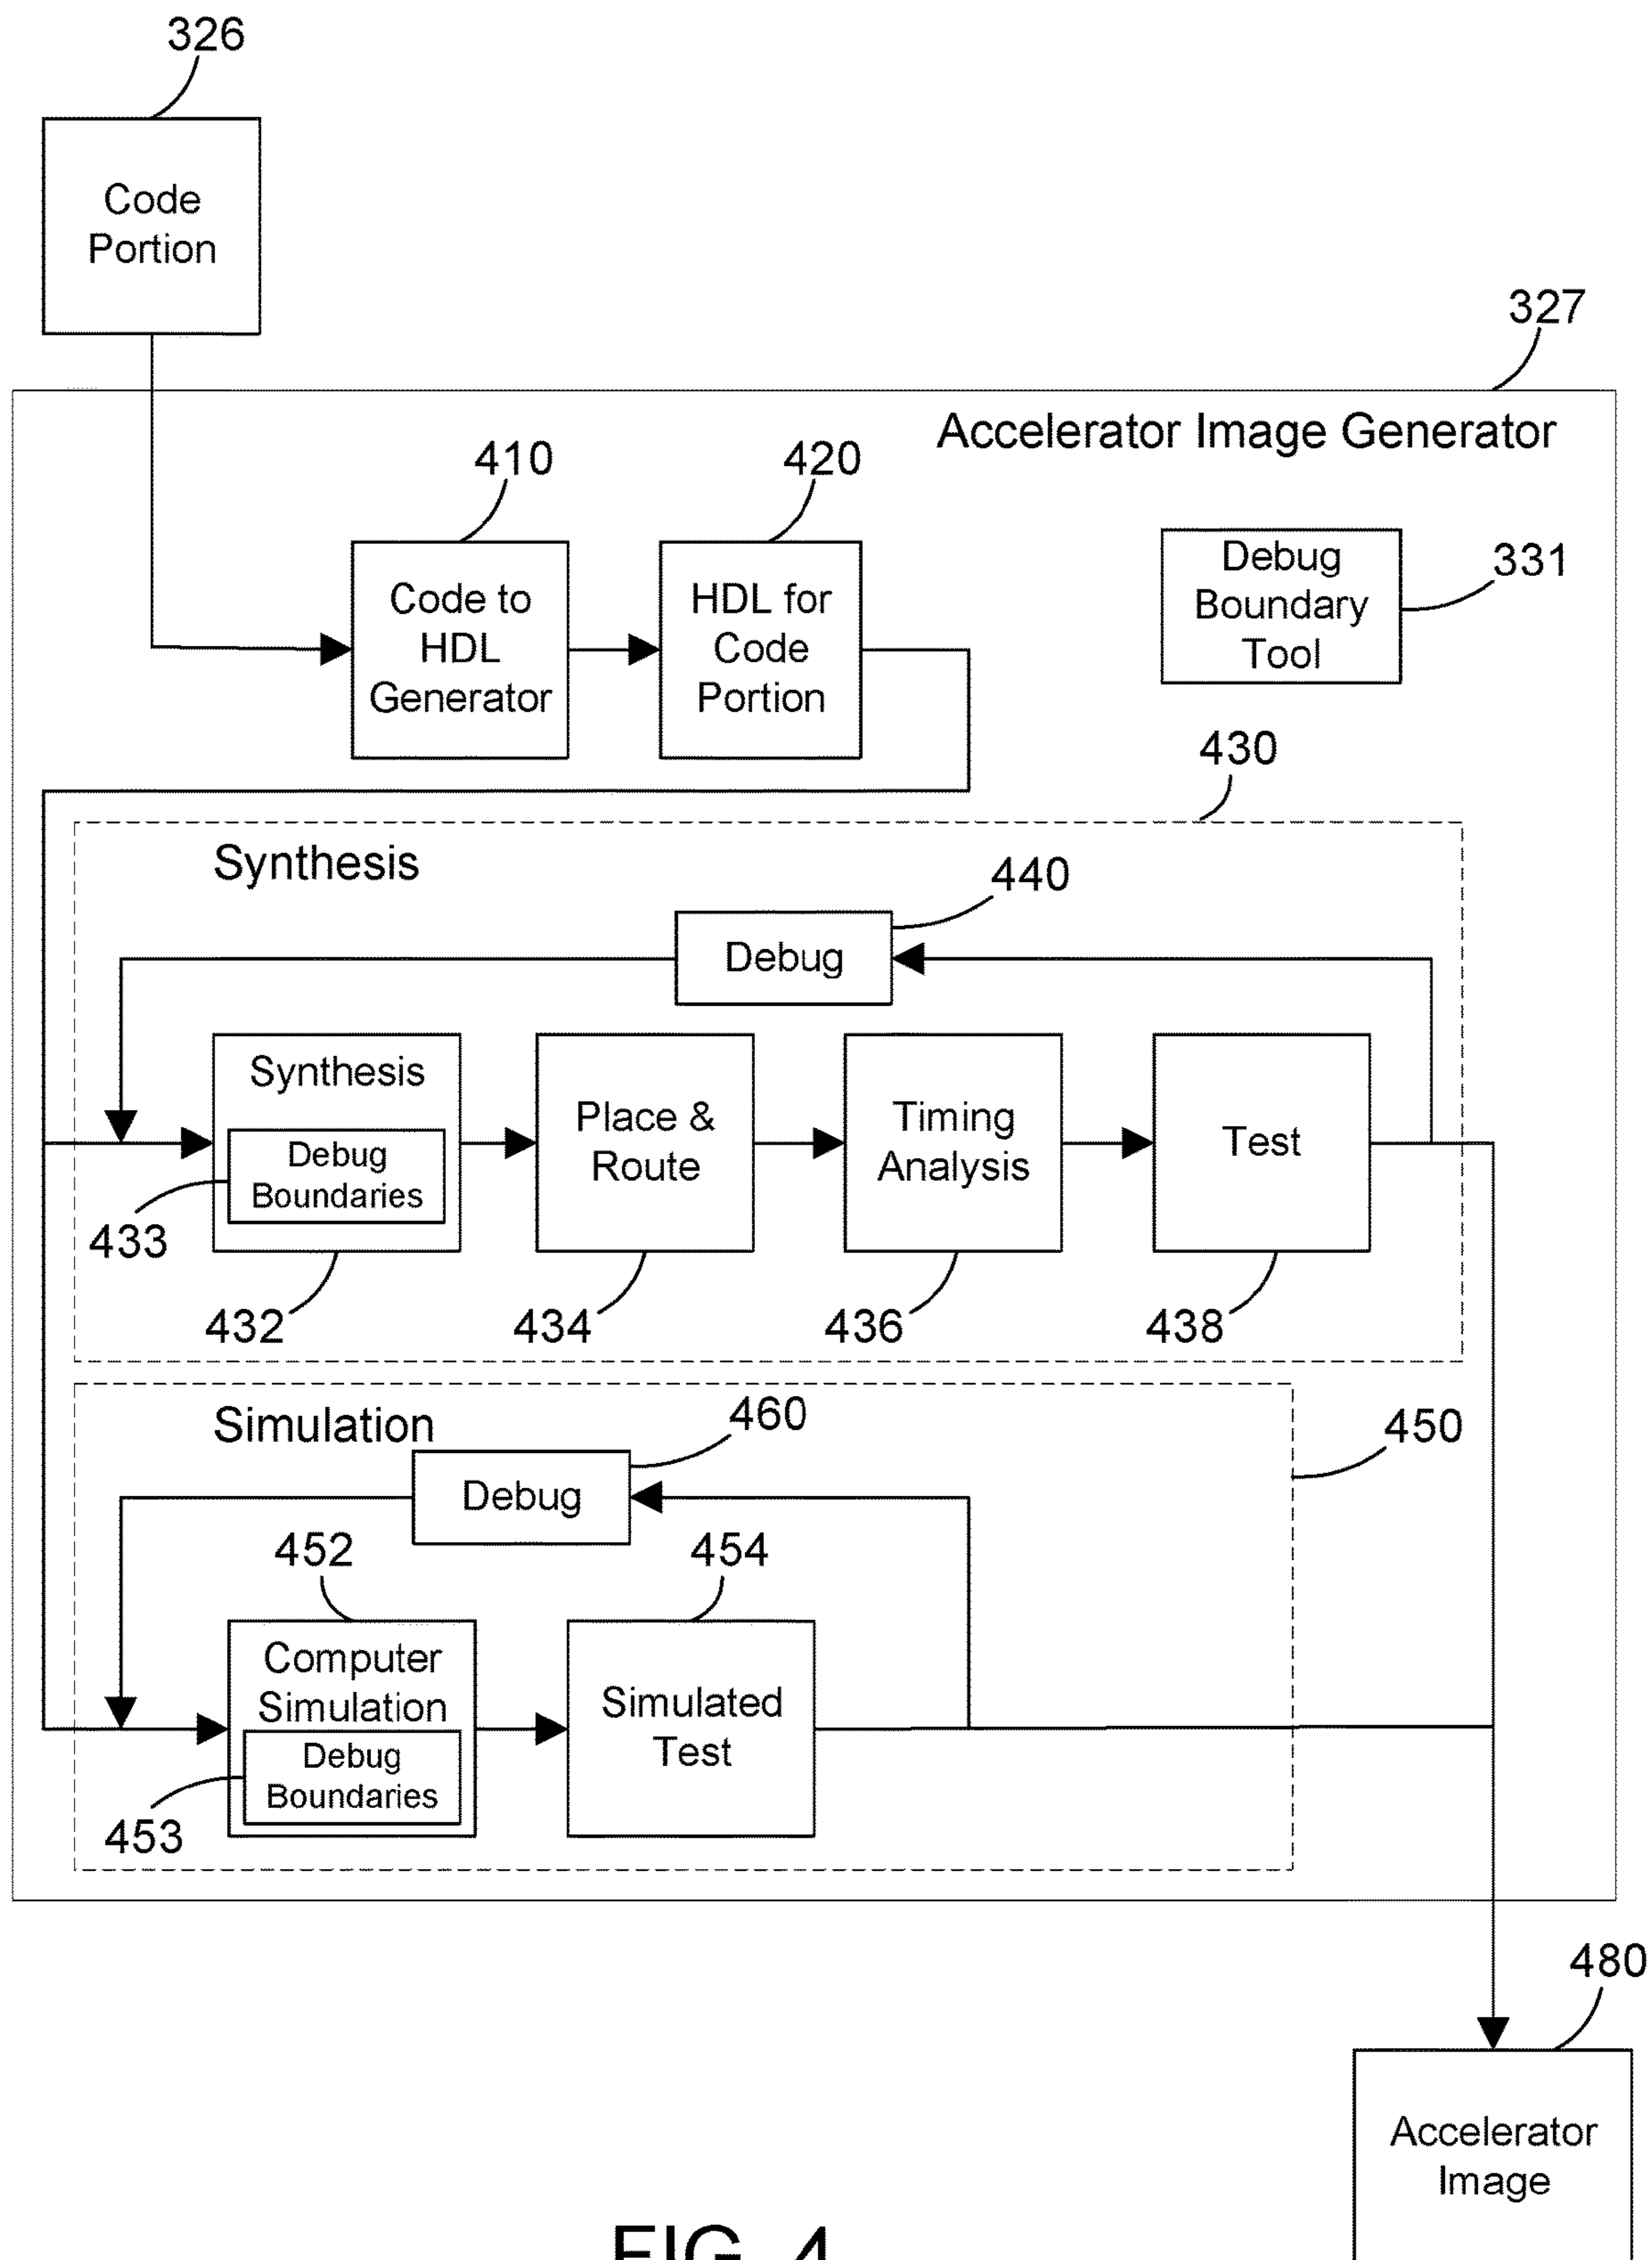 326
Code
Portion
327
Accelerator Image Generator
410
420
Code to
HDL
Generator
HDL for
Code
Portion
Debug
Boundary
Tool
331
430
Synthesis
440
Debug
Synthesis
Debug
Boundaries
433
432
Place &
Route
434
Timing
Analysis
436
Test
438
Simulation
460
450
Debug
452
454
Computer
Simulation
Debug
Boundaries
453
Simulated
Test
480
Accelerator
Image
FIG. 4